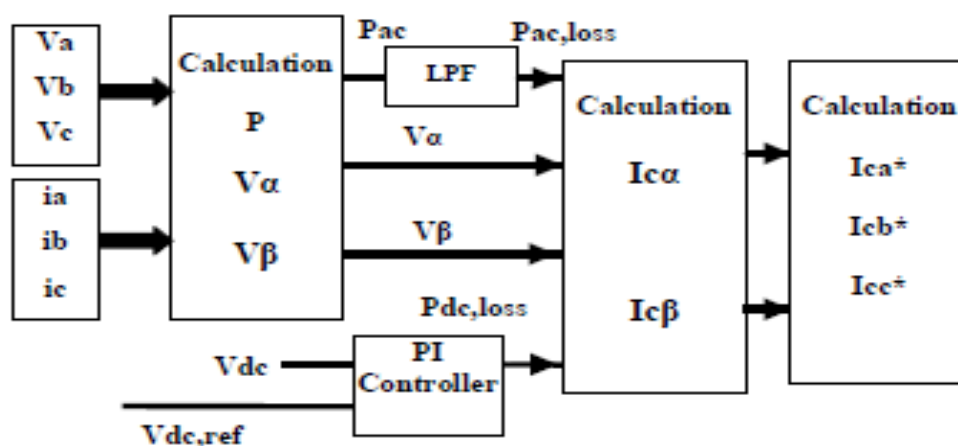 Va
Vb
Vc
ia
ib
ic
Calculation
P
Vα
Vβ
Pac
LPF
Pac,loss
Vα
Vβ
Pdc,loss
Vdc
Vdc,ref
PI
Controller
Calculation
Icα
Icβ
Calculation
Ica*
Icb*
Icc*